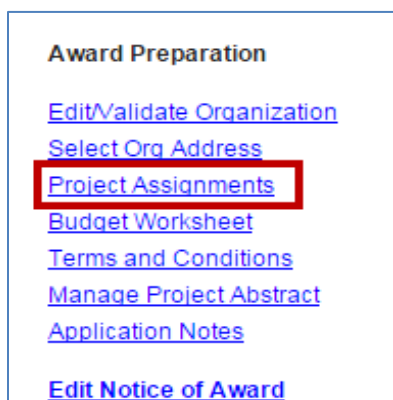 Award Preparation
Edit/Validate Organization
Select Org Address
Project Assignments
Budget Worksheet
Terms and Conditions
Manage Project Abstract
Application Notes
Edit Notice of Award